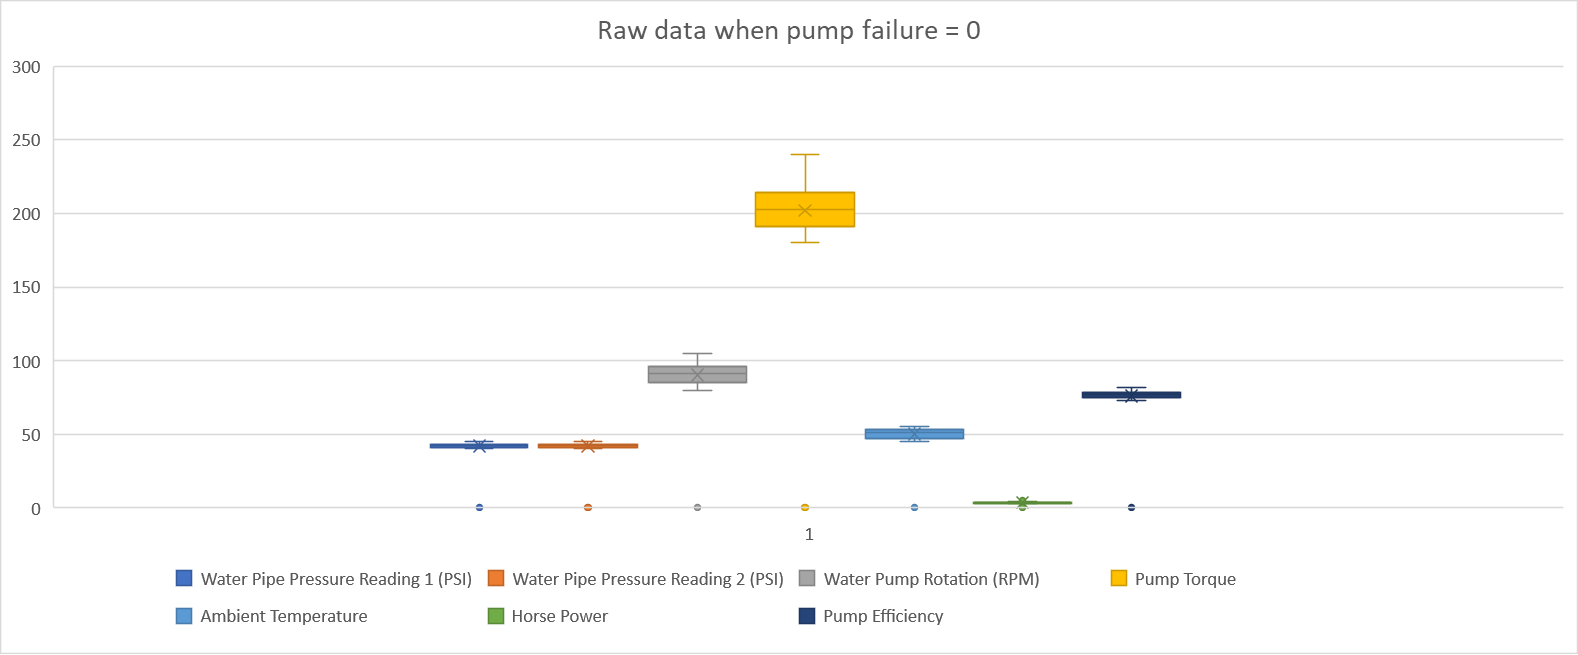 Raw data when pump failure = 0
300
250
200
150
100
50
0
1
Water Pipe Pressure Reading 1 (PSI) Water Pipe Pressure Reading 2 (PSI) Water Pump Rotation (RPM) Pump Torque
Ambient Temperature Horse Power Pump Efficiency